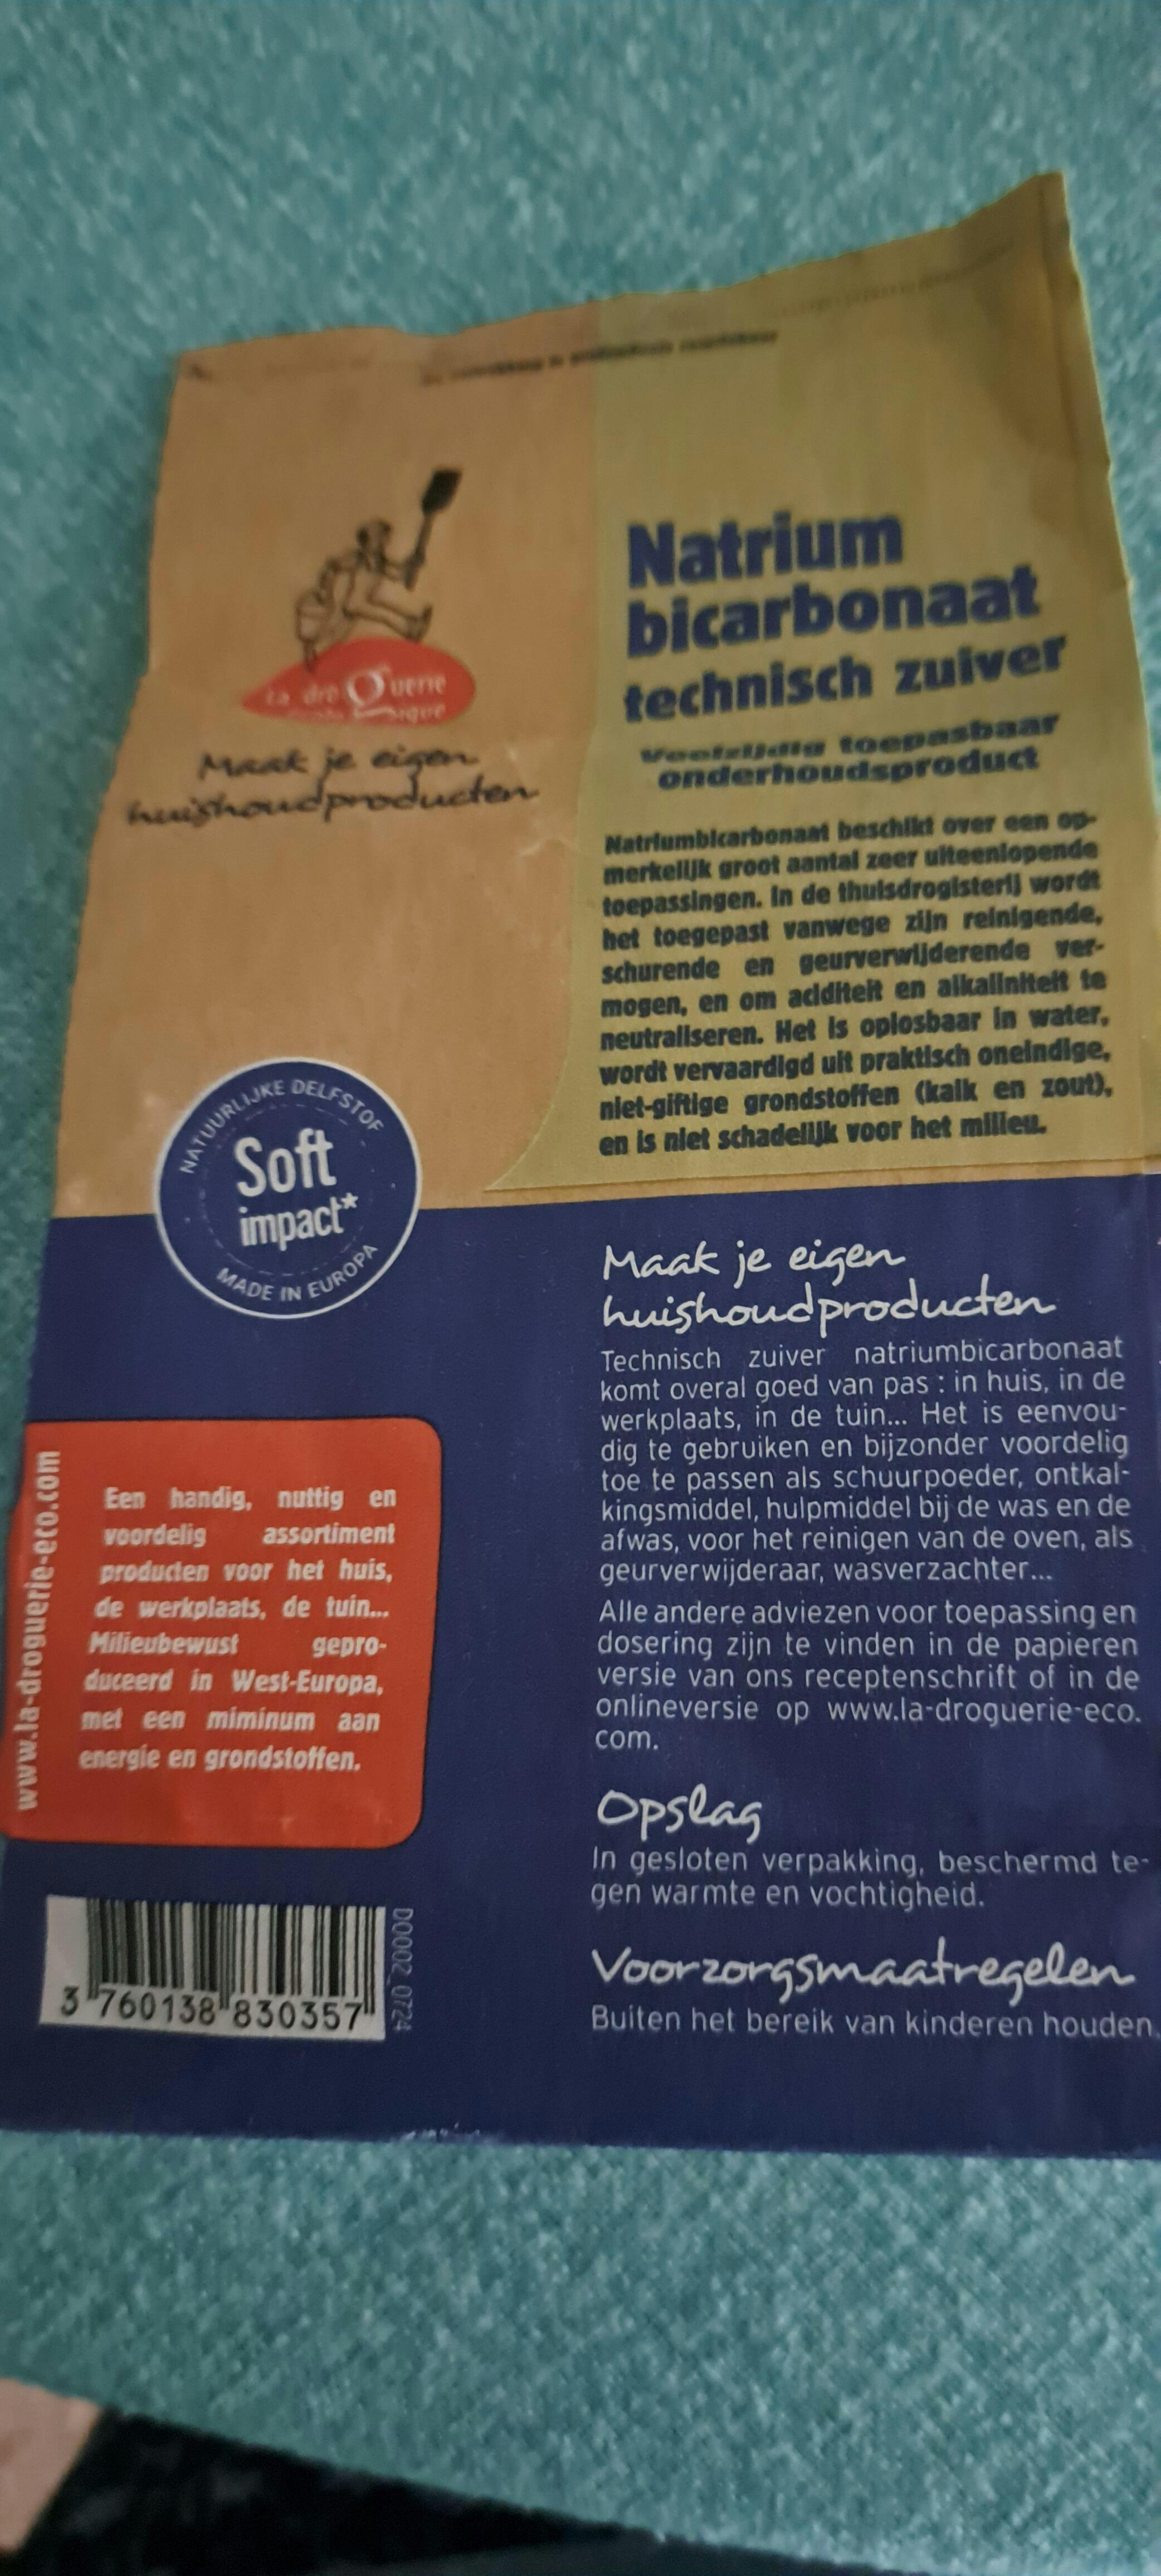 Natrium
bicarbonaat
technisch zuiver
Veelzijdig toepasbaar
onderhoudsproduct
Natriumbicarbonaat beschikt over een op-
merkelijk groot aantal zeer uiteenlopende
toepassingen. In de thuisdrogisterij wordt
het toegepast vanwege zijn reinigende,
schurende en geurverwijderende ver-
mogen, en om aciditeit en alkaliniteit te
neutraliseren. Het is oplosbaar in water,
wordt vervaardigd uit praktisch oneindige,
niet-giftige grondstoffen (kalk en zout),
en is niet schadelijk voor het milieu.
La droguerie
Maak je eigen
huishoudproducten
NATUURLIJKE DELFSTOF
Soft
impact*
MADE IN EUROPA
Maak je eigen
huishoudproducten
Technisch zuiver natriumbicarbonaat
komt overal goed van pas : in huis, in de
werkplaats, in de tuin... Het is eenvou-
dig te gebruiken en bijzonder voordelig
toe te passen als schuurpoeder, ontkal-
kingsmiddel, hulpmiddel bij de was en de
afwas, voor het reinigen van de oven, als
geurverwijderaar, wasverzachter...
Alle andere adviezen voor toepassing en
dosering zijn te vinden in de papieren
versie van ons receptenschrift of in de
onlineversie op www.la-droguerie-eco.
com.
Opslag
In gesloten verpakking, beschermd te-
gen warmte en vochtigheid.
Voorzorgsmaatregelen
Buiten het bereik van kinderen houden.
www.la-droguerie-eco.com
Een handig, nuttig en
voordelig assortiment
producten voor het huis,
de werkplaats, de tuin...
Milieubewust gepro-
duceerd in West-Europa,
met een miminum aan
energie en grondstoffen.
3 760138 830357
D0002_0724